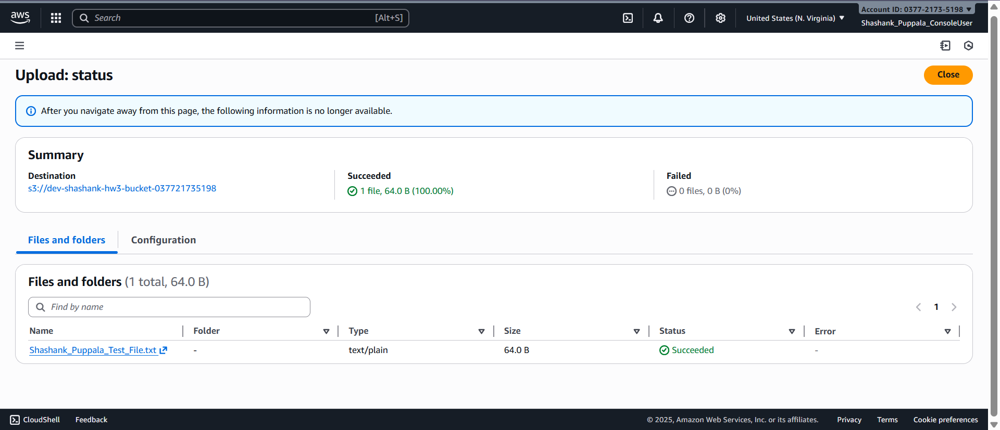 aws
Search [Alt+S]
United States (N. Virginia)
Account ID: 0377-2173-5198
Shashank_Puppala_ConsoleUser
Upload: status
Close
After you navigate away from this page, the following information is no longer available.
Summary
Destination
s3://dev-shashank-hw3-bucket-037721735198
Succeeded
1 file, 64.0 B (100.00%)
Failed
0 files, 0 B (0%)
Files and folders
Configuration
Files and folders (1 total, 64.0 B)
Find by name
1
Name Folder Type Size Status Error
Shashank_Puppala_Test_File.txt - text/plain 64.0 B Succeeded -
CloudShell Feedback © 2025, Amazon Web Services, Inc. or its affiliates. Privacy Terms Cookie preferences